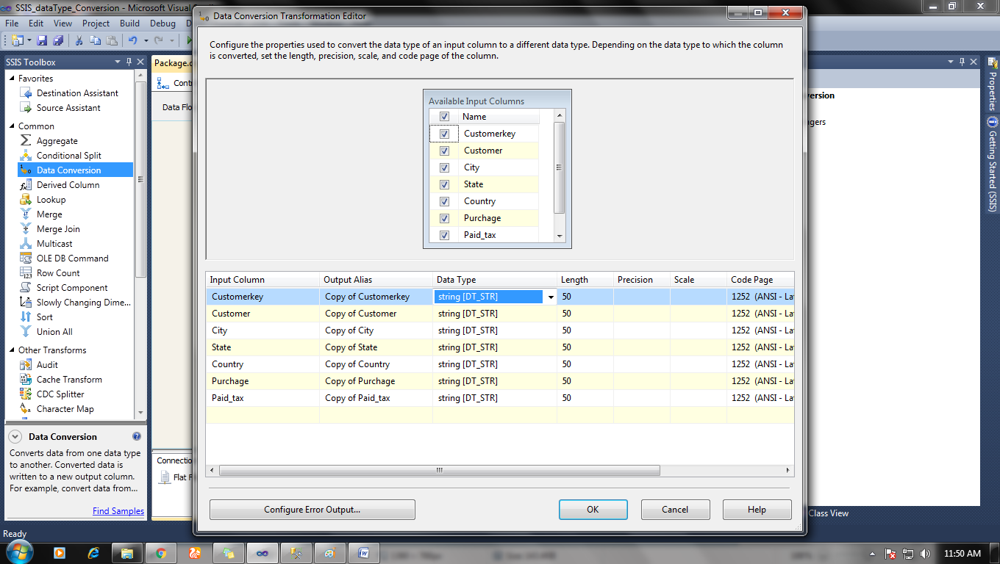 SSIS_dataType_Conversion - Microsoft Visual
File Edit View Project Build Debug
SSIS Toolbox
Favorites
Destination Assistant
Source Assistant
Common
Aggregate
Conditional Split
Data Conversion
Derived Column
Lookup
Merge
Merge Join
Multicast
OLE DB Command
Row Count
Script Component
Slowly Changing Dime...
Sort
Union All
Other Transforms
Audit
Cache Transform
CDC Splitter
Character Map
Data Conversion
Converts data from one data type
to another. Converted data is
written to a new output column.
For example, convert data from...
Find Samples
Ready
Package.
Contr
Data Flo
Connectio
Flat F
Data Conversion Transformation Editor
Configure the properties used to convert the data type of an input column to a different data type. Depending on the data type to which the column
is converted, set the length, precision, scale, and code page of the column.
Available Input Columns
Name
Customerkey
Customer
City
State
Country
Purchage
Paid_tax
Input Column Output Alias Data Type Length Precision Scale Code Page
Customerkey Copy of Customerkey string [DT_STR] 50 1252 (ANSI - La
Customer Copy of Customer string [DT_STR] 50 1252 (ANSI - La
City Copy of City string [DT_STR] 50 1252 (ANSI - La
State Copy of State string [DT_STR] 50 1252 (ANSI - La
Country Copy of Country string [DT_STR] 50 1252 (ANSI - La
Purchage Copy of Purchage string [DT_STR] 50 1252 (ANSI - La
Paid_tax Copy of Paid_tax string [DT_STR] 50 1252 (ANSI - La
Configure Error Output... OK Cancel Help
ersion
gers
Class View
Properties
Getting Started (SSIS)
11:50 AM